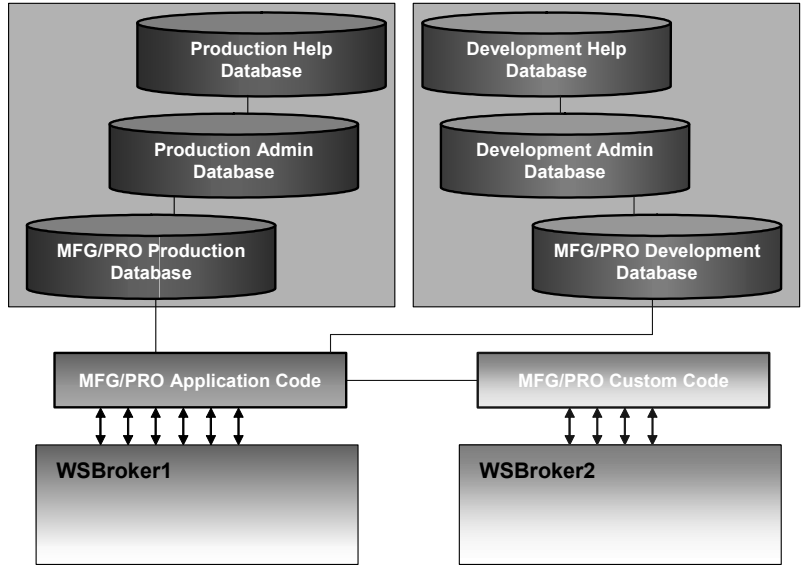 Production Help
Database
Development Help
Database
Production Admin
Database
Development Admin
Database
MFG/PRO Production
Database
MFG/PRO Development
Database
MFG/PRO Application Code
MFG/PRO Custom Code
WSBroker1
WSBroker2